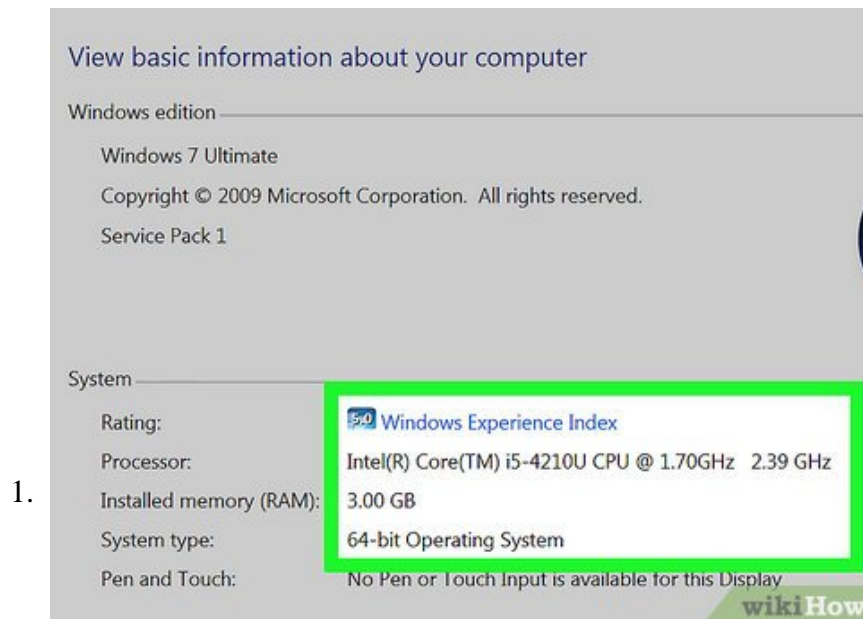 View basic information about your computer
Windows edition
Windows 7 Ultimate
Copyright © 2009 Microsoft Corporation. All rights reserved.
Service Pack 1
System
Rating: 5.0 Windows Experience Index
Processor: Intel(R) Core(TM) i5-4210U CPU @ 1.70GHz 2.39 GHz
1.
Installed memory (RAM): 3.00 GB
System type: 64-bit Operating System
Pen and Touch: No Pen or Touch Input is available for this Display
wikiHow